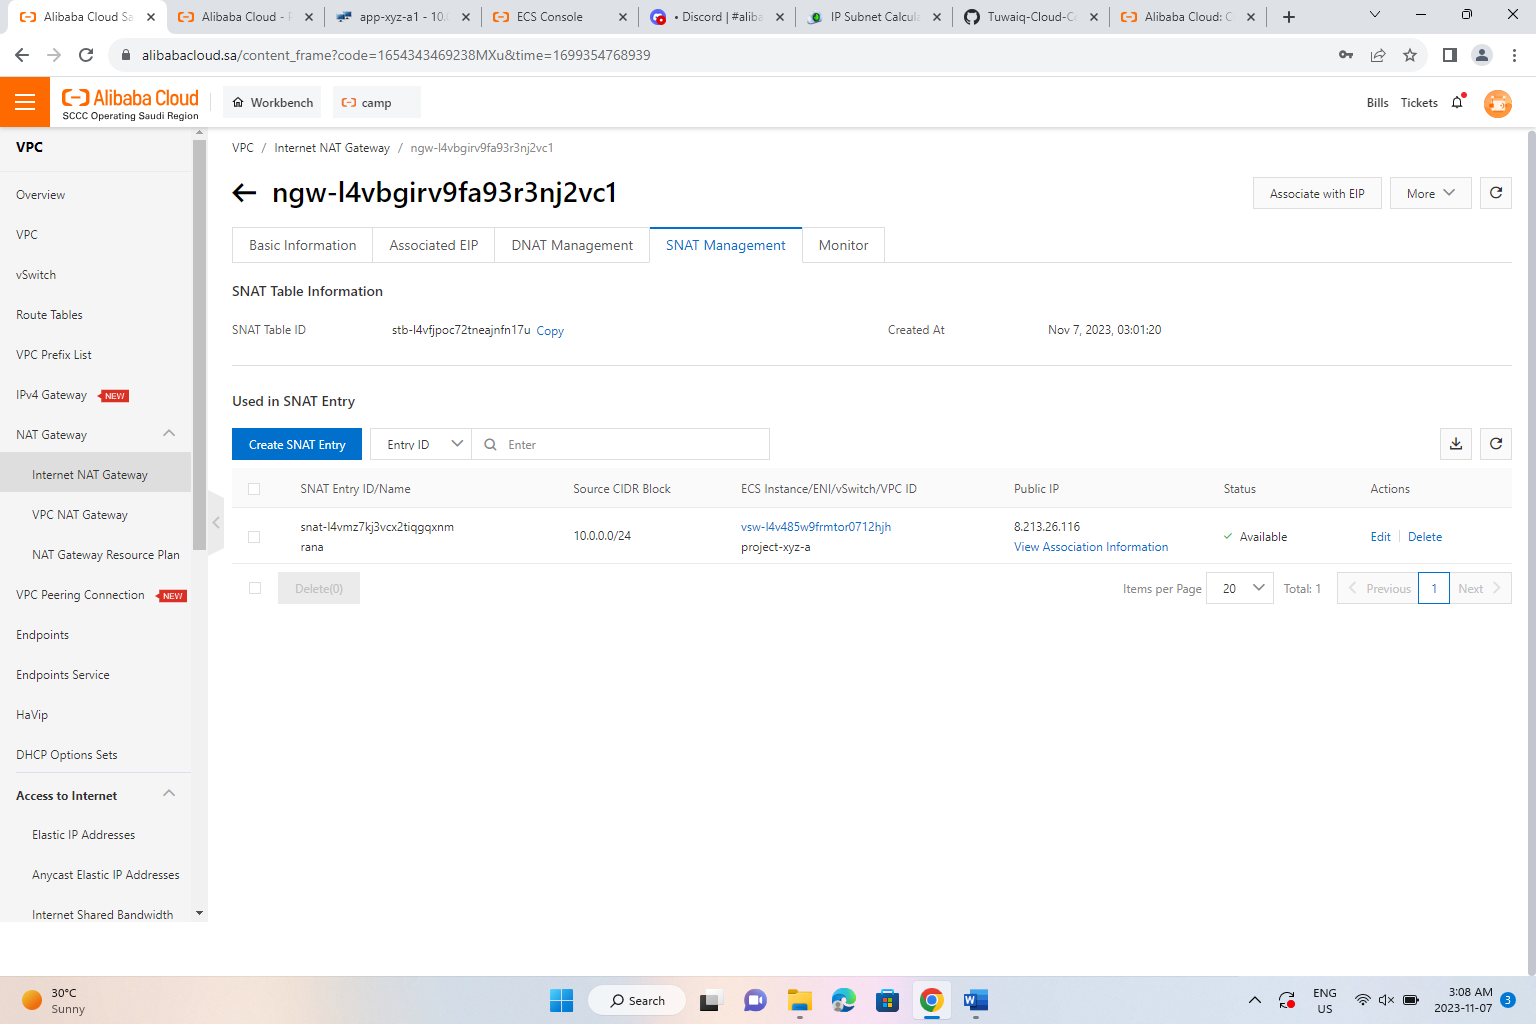 Alibaba Cloud Sa
Alibaba Cloud - F
app-xyz-a1 - 10.
ECS Console
• Discord | #aliba
IP Subnet Calcula
Tuwaiq-Cloud-C
Alibaba Cloud: C
alibabacloud.sa/content_frame?code=1654343469238MXu&time=1699354768939
Alibaba Cloud
SCCC Operating Saudi Region
Workbench
camp
Bills
Tickets
VPC
Overview
VPC
vSwitch
Route Tables
VPC Prefix List
IPv4 Gateway NEW
NAT Gateway
Internet NAT Gateway
VPC NAT Gateway
NAT Gateway Resource Plan
VPC Peering Connection NEW
Endpoints
Endpoints Service
HaVip
DHCP Options Sets
Access to Internet
Elastic IP Addresses
Anycast Elastic IP Addresses
Internet Shared Bandwidth
VPC / Internet NAT Gateway / ngw-l4vbgirv9fa93r3nj2vc1
ngw-l4vbgirv9fa93r3nj2vc1
Associate with EIP
More
Basic Information
Associated EIP
DNAT Management
SNAT Management
Monitor
SNAT Table Information
SNAT Table ID
stb-l4vfjpoc72tneajnfn17u Copy
Created At
Nov 7, 2023, 03:01:20
Used in SNAT Entry
Create SNAT Entry
Entry ID
Enter
SNAT Entry ID/Name
Source CIDR Block
ECS Instance/ENI/vSwitch/VPC ID
Public IP
Status
Actions
snat-l4vmz7kj3vcx2tiqgqxnm
rana
10.0.0.0/24
vsw-l4v485w9frmtor0712hjh
project-xyz-a
8.213.26.116
View Association Information
Available
Edit
Delete
Delete(0)
Items per Page
20
Total: 1
Previous
1
Next
30°C
Sunny
Search
ENG
US
3:08 AM
2023-11-07
3